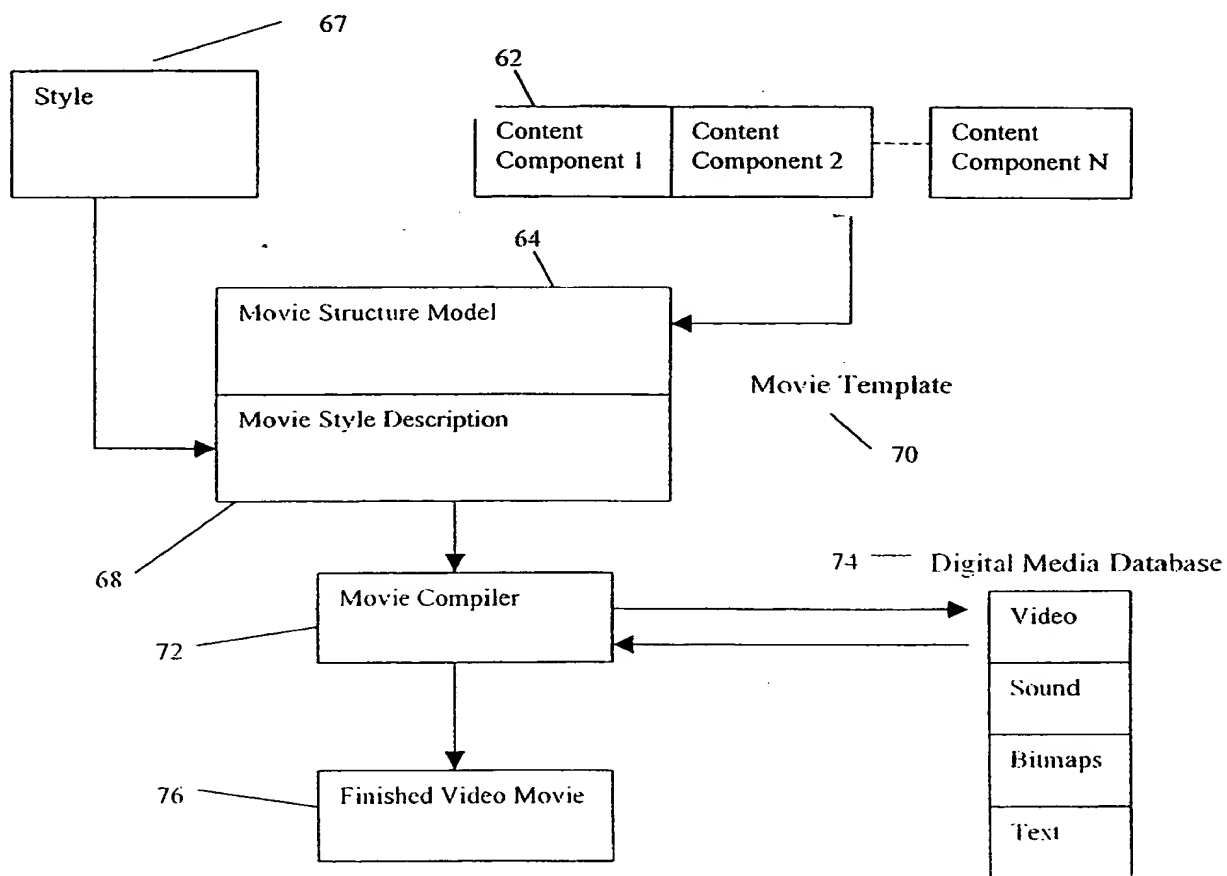 67
Style
62
Content
Component 1
Content
Component 2
Content
Component N
64
Movie Structure Model
Movie Template
70
Movie Style Description
68
74
Digital Media Database
Movie Compiler
72
Video
Sound
Bitmaps
Text
76
Finished Video Movie